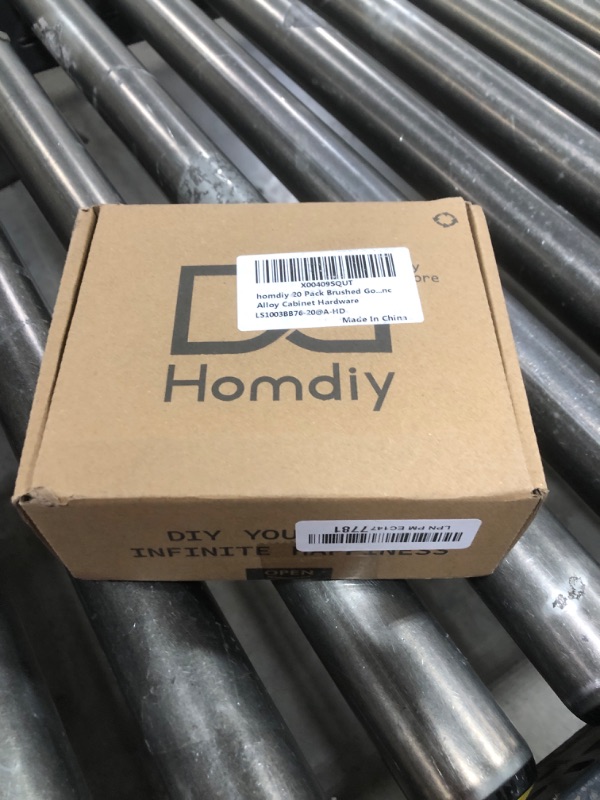 X004095QUT
homdiy 20 Pack Brushed Go...nc
Alloy Cabinet Hardware
LS1003BB76-20@A-HD
Made In China
Homdiy
LPN PM EC147 7781
DIY YOU
INFINITE HAPPINESS
OPEN